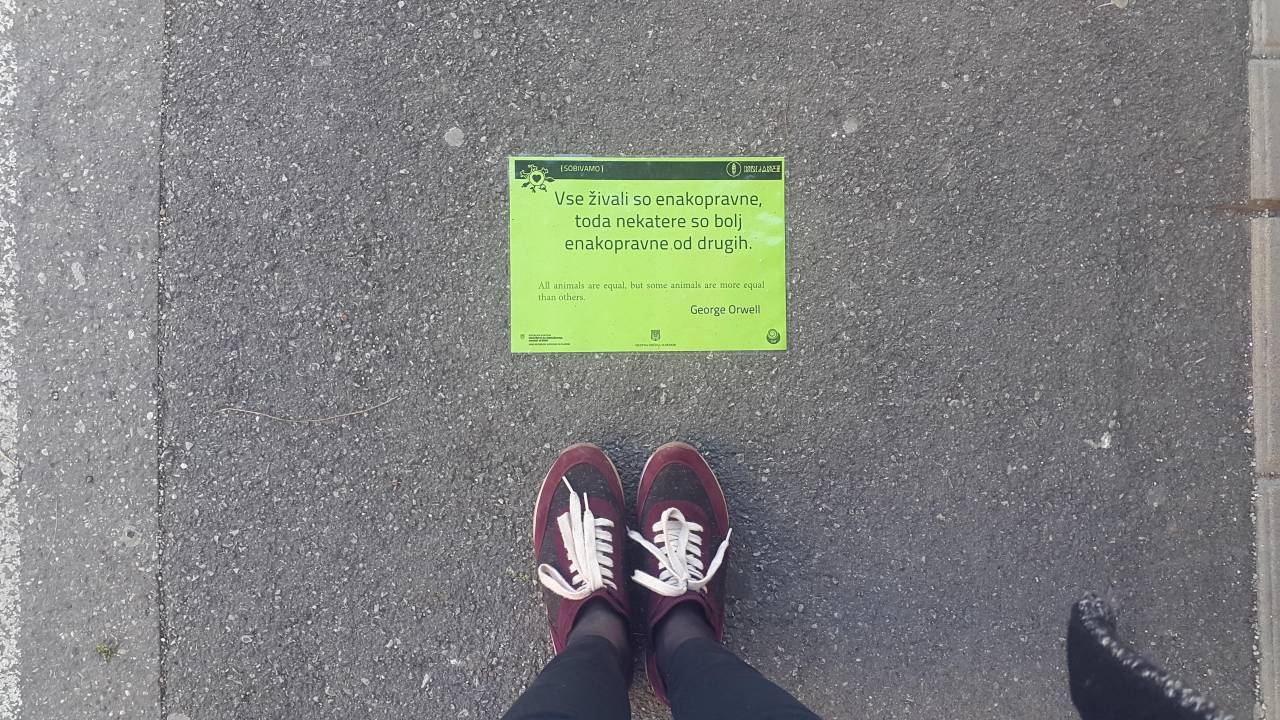 (SOBIVAMO)
Vse živali so enakopravne,
toda nekatere so bolj
enakopravne od drugih.
All animals are equal, but some animals are more equal
than others.
George Orwell